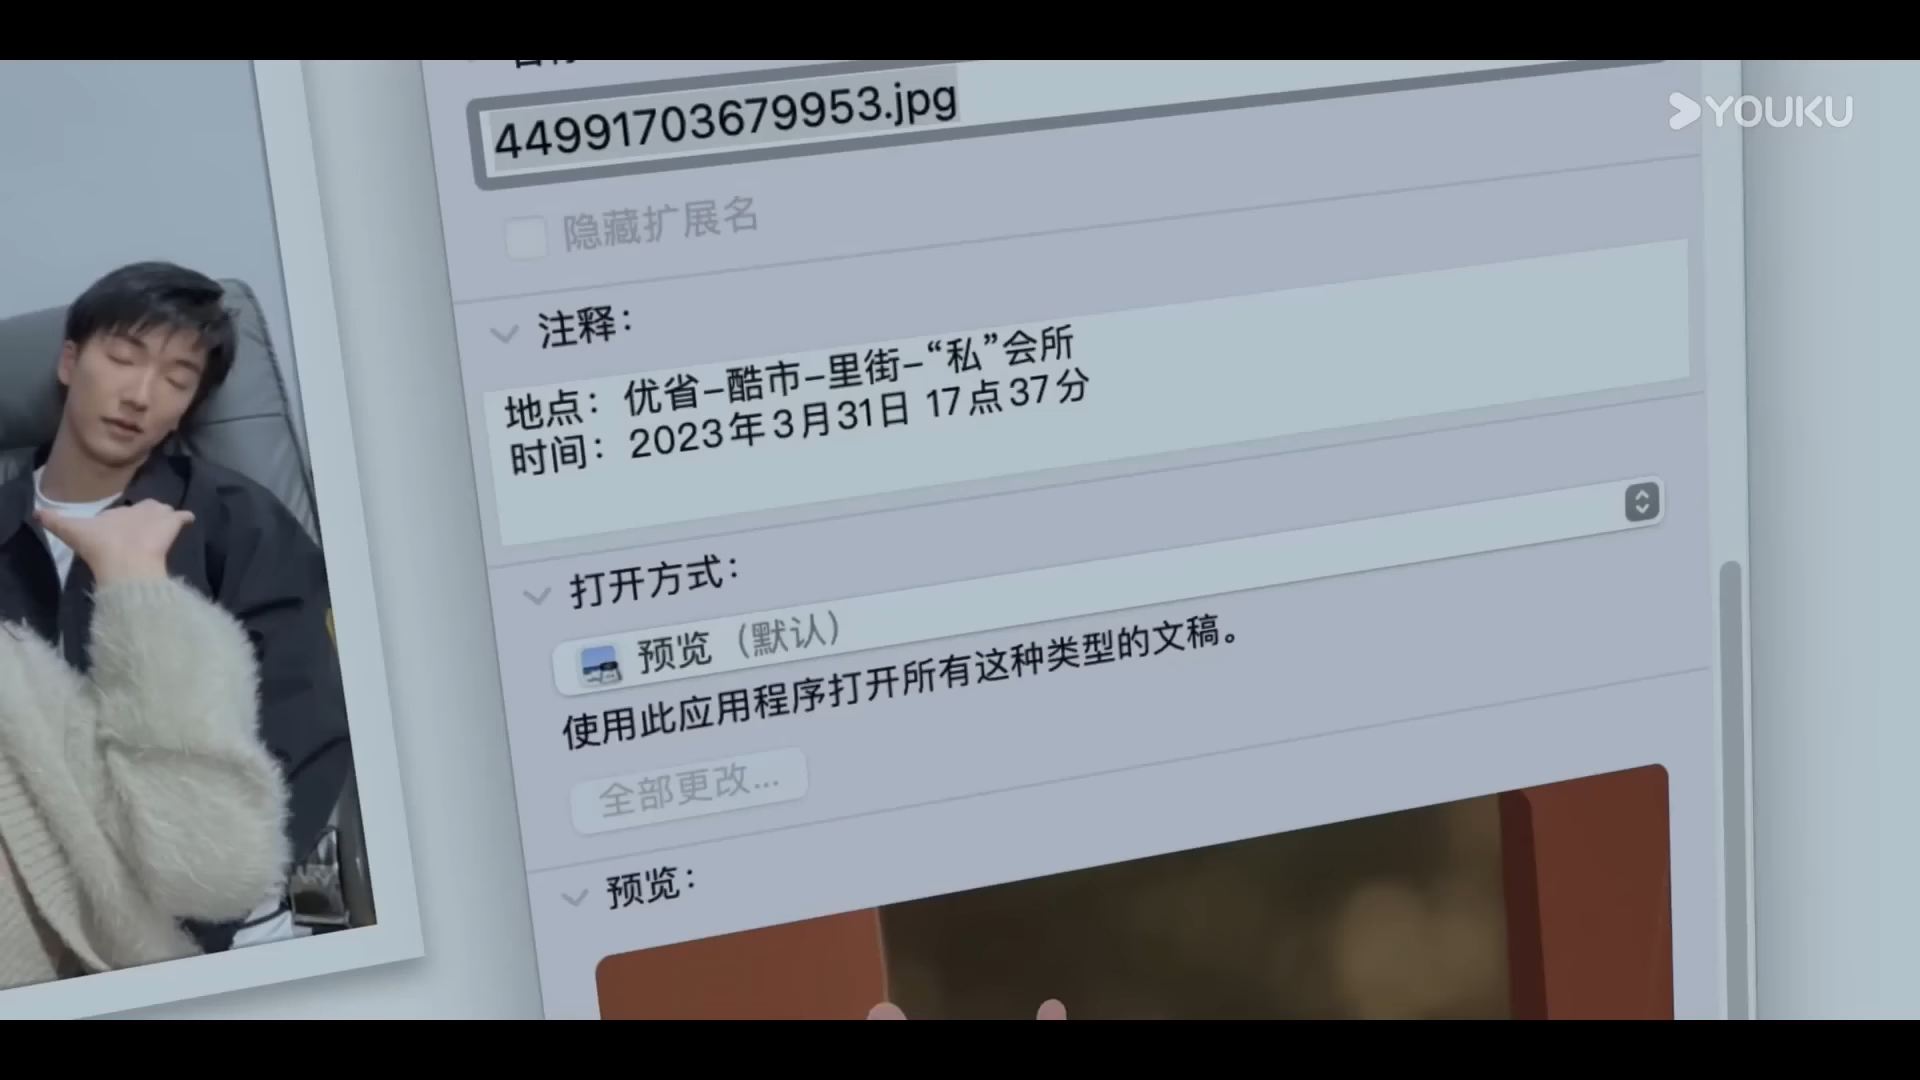 44991703679953.jpg
YOUKU
隐藏扩展名
注释：
地点：优省–酷市–里街–“私”会所
时间：2023年3月31日 17点37分
打开方式：
预览（默认）
使用此应用程序打开所有这种类型的文稿。
全部更改...
预览：